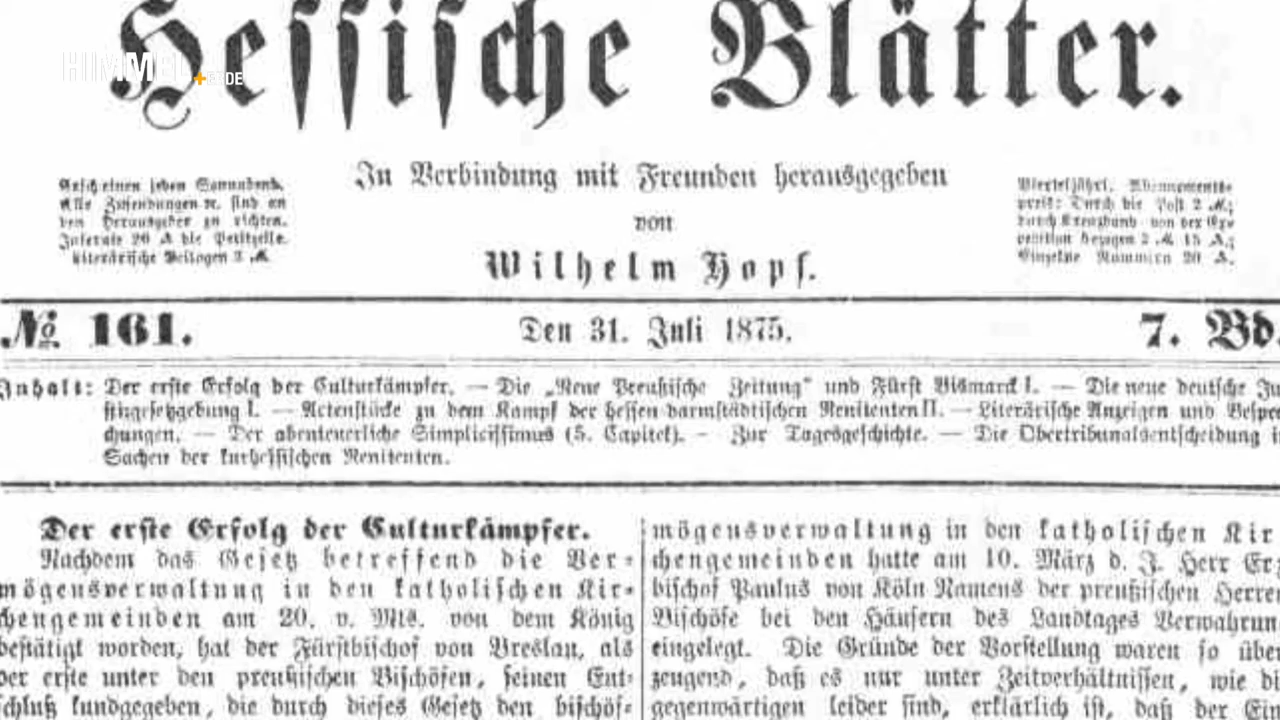 Hessische Blätter.
HIMMEL
In Verbindung mit Freunden herausgegeben
von
Wilhelm Hopf.
Erscheinen jeden Sonnabend.
Alle Zusendungen ꝛc. sind an
den Herausgeber zu richten.
Inserate 20 ₰ die Petitzeile.
Literärische Beilagen 3 ℳ.
Vierteljährl. Abonnements-
preis: Durch die Post 2 ℳ;
durch Kreuzband von der Exp
edition bezogen 2 ℳ 15 ₰;
Einzelne Nummern 20 ₰.
№ 161.
Den 31. Juli 1875.
7. Bd.
Inhalt: Der erste Erfolg der Culturkämpfer. — Die „Neue Preußische Zeitung“ und Fürst Bismarck I. — Die neue deutsche Ju
stizgesetzgebung I. — Actenstücke zu dem Kampf der hessen darmstädtischen Renitenten II. — Literärische Anzeigen und Bespre
chungen. — Der abenteuerliche Simplicissimus (5. Capitel). — Zur Tagesgeschichte. — Die Obertribunalsentscheidung i
Sachen der kurhessischen Renitenten.
Der erste Erfolg der Culturkämpfer.
Nachdem das Gesetz betreffend die Ver-
mögensverwaltung in den katholischen Kir-
chengemeinden am 20. v. Mts. von dem König
bestätigt worden, hat der Fürstbischof von Breslau, als
der erste unter den preußischen Bischöfen, seinen Ent-
schluß kundgegeben, die durch dieses Gesetz den bischöf-
mögensverwaltung in den katholischen Kir
chengemeinden hatte am 10. März d. J. Herr Erz
bischof Paulus von Köln Namens der preußischen Herren
Bischöfe bei den Häusern des Landtages Verwahrun
eingelegt. Die Gründe der Vorstellung waren so über
zeugend, daß es nur unter Zeitverhältnissen, wie di
gegenwärtigen leider sind, erklärlich ist, daß der Ein